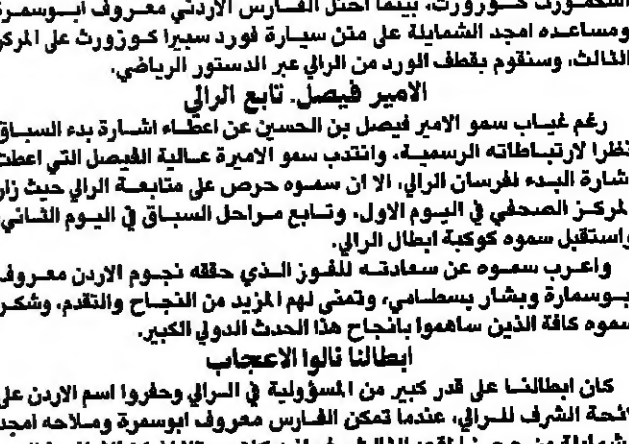 كوزورث، بينما احتل الفارس الاردني معروف ابوسمرة
ومساعده امجد الشمايلة على متن سيارة فورد سييرا كوزورث على المركز
الثالث، وسنقوم بقطف الورد من الرالي عبر الدستور الرياضي.
الامير فيصل. تابع الرالي
رغم غياب سمو الامير فيصل بن الحسين عن اعطاء اشارة بدء السباق
نظرا لارتباطاته الرسمية. وانتدب سمو الاميرة عالية الفيصل التي اعطت
شارة البدء لفرسان الرالي، الا ان سموه حرص على متابعة الرالي حيث زار
لمركز الصحفي في اليوم الاول. وتابع مراحل السباق في اليوم الثاني
واستقبل سموه كوكبة ابطال الرالي.
واعرب سموه عن سعادته للفوز الذي حققه نجوم الاردن معروف
بوسمارة وبشار بسطامي، وتمنى لهم المزيد من النجاح والتقدم، وشكر
سموه كافة الذين ساهموا بانجاح هذا الحدث الدولي الكبير.
ابطالنا نالوا الاعجاب
كان ابطالنا على قدر كبير من المسؤولية في الرالي وحفروا اسم الاردن على
لائحة الشرف للرالي، عندما تمكن الفارس معروف ابوسمرة وملاحه امجد